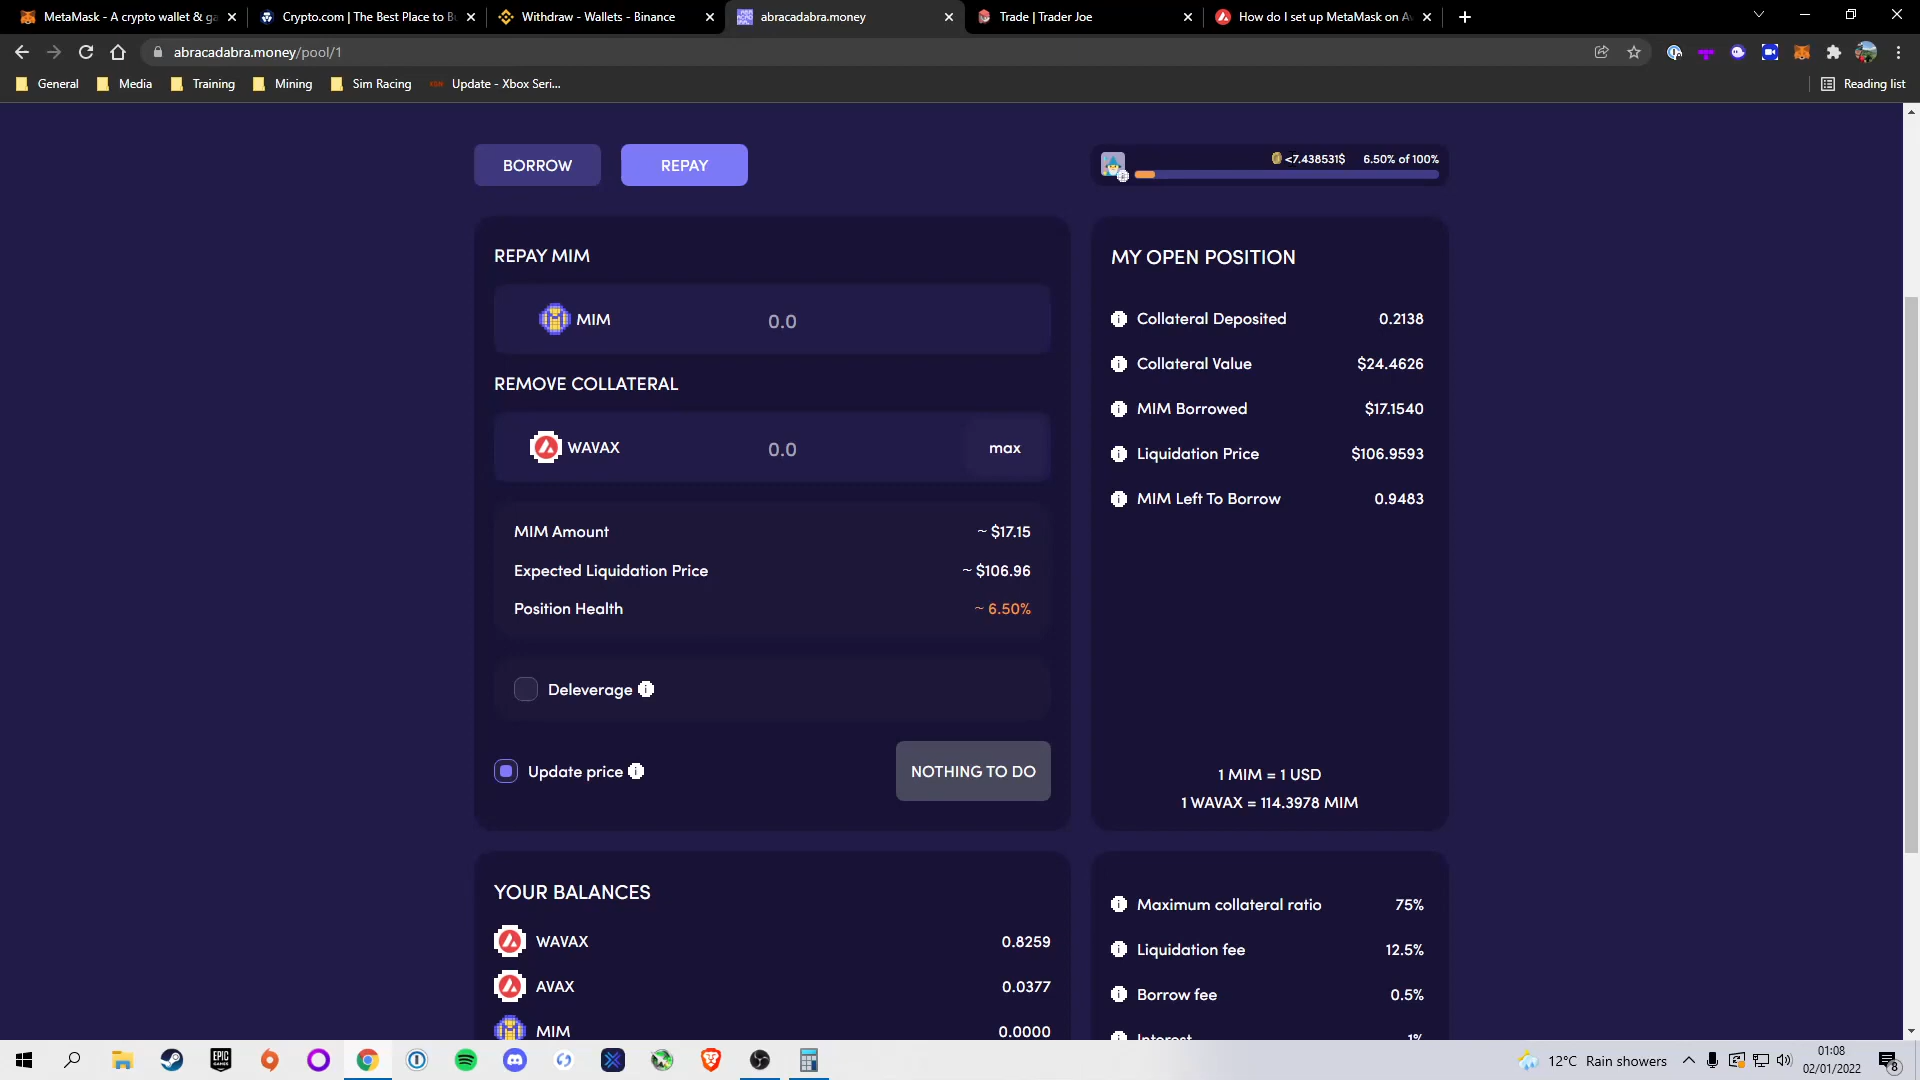 MetaMask - A crypto wallet & ga
Crypto.com | The Best Place to Bu
Withdraw - Wallets - Binance
abracadabra.money
Trade | Trader Joe
How do I set up MetaMask on Av
abracadabra.money/pool/1
General
Media
Training
Mining
Sim Racing
Update - Xbox Seri...
Reading list
BORROW
REPAY
<7.438531$ 6.50% of 100%
REPAY MIM
MIM 0.0
REMOVE COLLATERAL
WAVAX 0.0 max
MIM Amount ~ $17.15
Expected Liquidation Price ~ $106.96
Position Health ~ 6.50%
Deleverage
Update price
NOTHING TO DO
MY OPEN POSITION
Collateral Deposited 0.2138
Collateral Value $24.4626
MIM Borrowed $17.1540
Liquidation Price $106.9593
MIM Left To Borrow 0.9483
1 MIM = 1 USD
1 WAVAX = 114.3978 MIM
YOUR BALANCES
WAVAX 0.8259
AVAX 0.0377
MIM 0.0000
Maximum collateral ratio 75%
Liquidation fee 12.5%
Borrow fee 0.5%
Interest 1%
EPIC GAMES
12°C Rain showers
01:08
02/01/2022
8